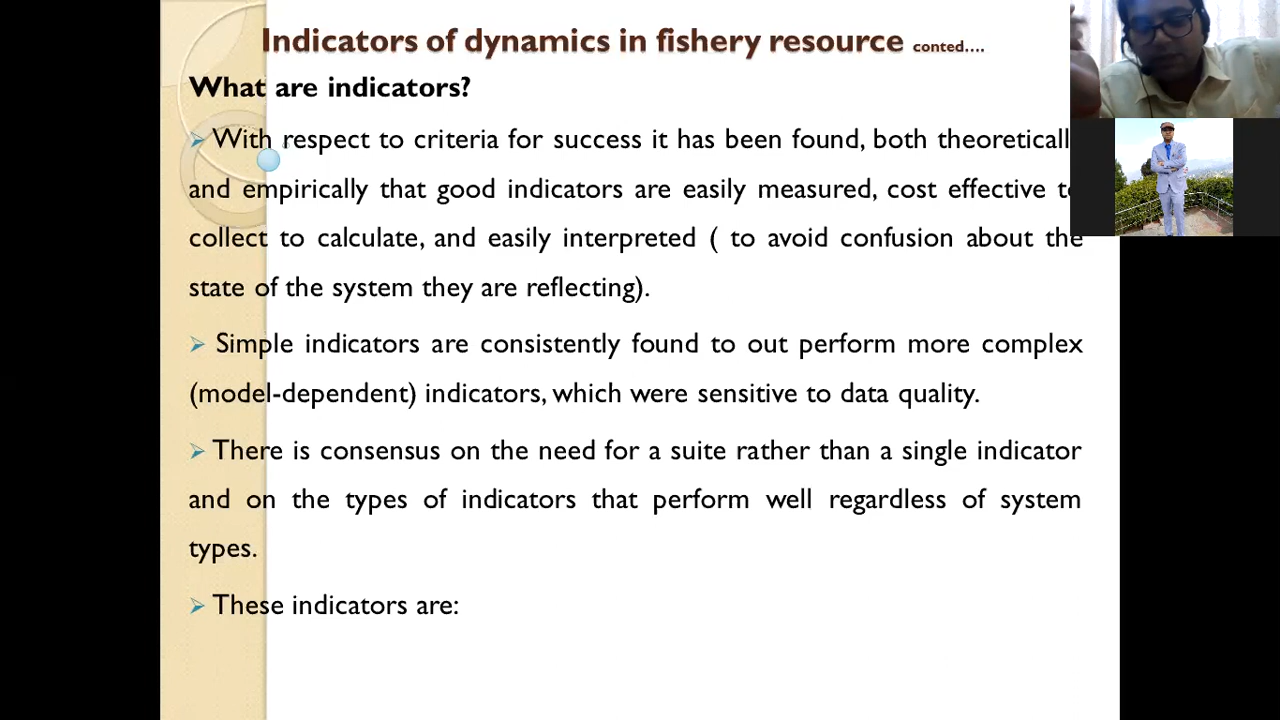 Indicators of dynamics in fishery resource conted....
What are indicators?
➢ With respect to criteria for success it has been found, both theoreticall
and empirically that good indicators are easily measured, cost effective
collect to calculate, and easily interpreted ( to avoid confusion about the
state of the system they are reflecting).
➢ Simple indicators are consistently found to out perform more complex
(model-dependent) indicators, which were sensitive to data quality.
➢ There is consensus on the need for a suite rather than a single indicator
and on the types of indicators that perform well regardless of system
types.
➢ These indicators are: